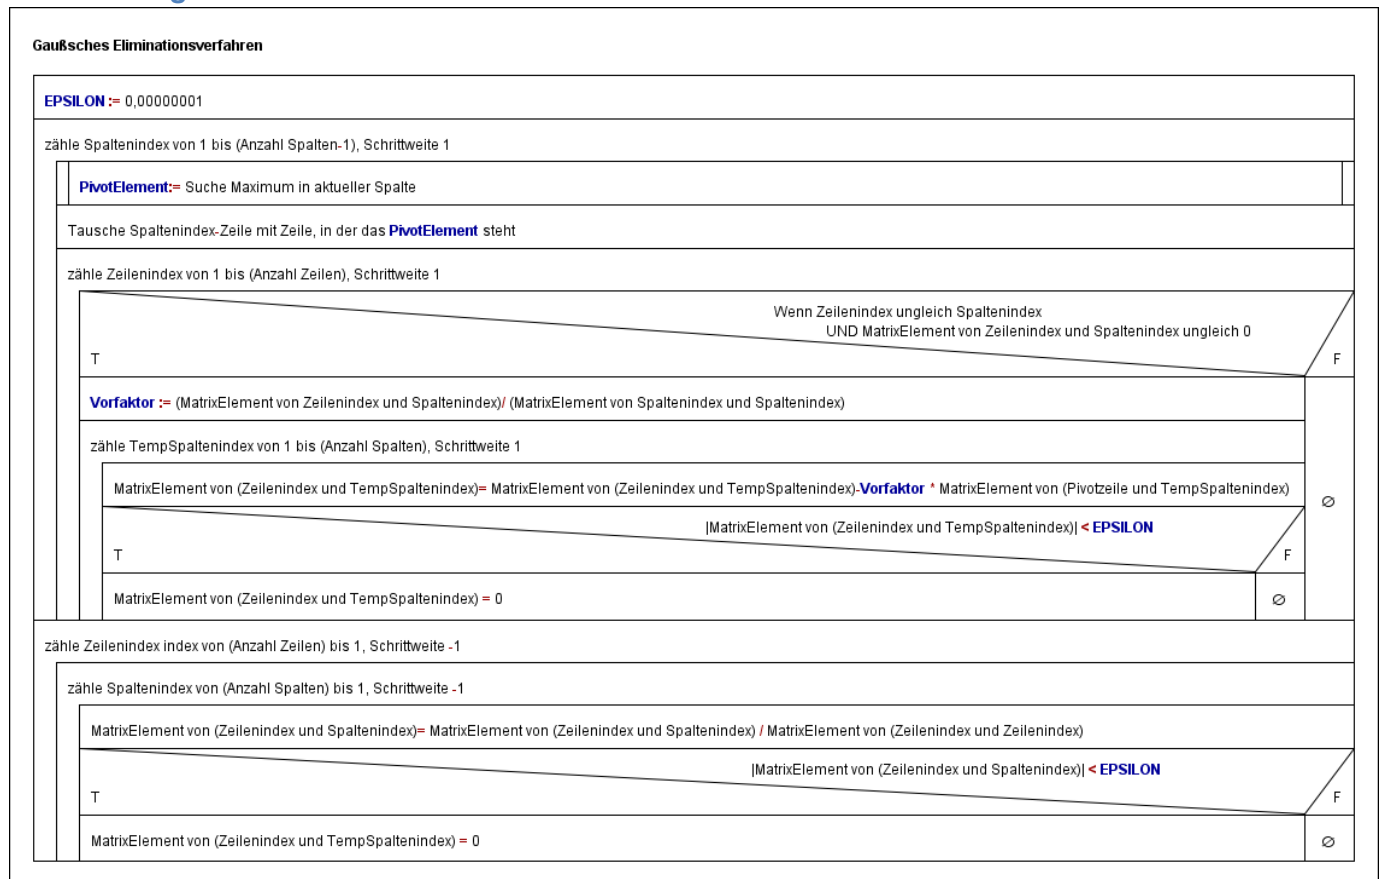 Gaußsches Eliminationsverfahren
EPSILON := 0,00000001
zähle Spaltenindex von 1 bis (Anzahl Spalten-1), Schrittweite 1
PivotElement:= Suche Maximum in aktueller Spalte
Tausche Spaltenindex-Zeile mit Zeile, in der das PivotElement steht
zähle Zeilenindex von 1 bis (Anzahl Zeilen), Schrittweite 1
Wenn Zeilenindex ungleich Spaltenindex
UND MatrixElement von Zeilenindex und Spaltenindex ungleich 0
T F
Vorfaktor := (MatrixElement von Zeilenindex und Spaltenindex)/ (MatrixElement von Spaltenindex und Spaltenindex)
zähle TempSpaltenindex von 1 bis (Anzahl Spalten), Schrittweite 1
MatrixElement von (Zeilenindex und TempSpaltenindex)= MatrixElement von (Zeilenindex und TempSpaltenindex)-Vorfaktor * MatrixElement von (Pivotzeile und TempSpaltenindex)
∅
|MatrixElement von (Zeilenindex und TempSpaltenindex)| < EPSILON
T F
MatrixElement von (Zeilenindex und TempSpaltenindex) = 0 ∅
zähle Zeilenindex index von (Anzahl Zeilen) bis 1, Schrittweite -1
zähle Spaltenindex von (Anzahl Spalten) bis 1, Schrittweite -1
MatrixElement von (Zeilenindex und Spaltenindex)= MatrixElement von (Zeilenindex und Spaltenindex) / MatrixElement von (Zeilenindex und Zeilenindex)
|MatrixElement von (Zeilenindex und Spaltenindex)| < EPSILON
T F
MatrixElement von (Zeilenindex und TempSpaltenindex) = 0 ∅